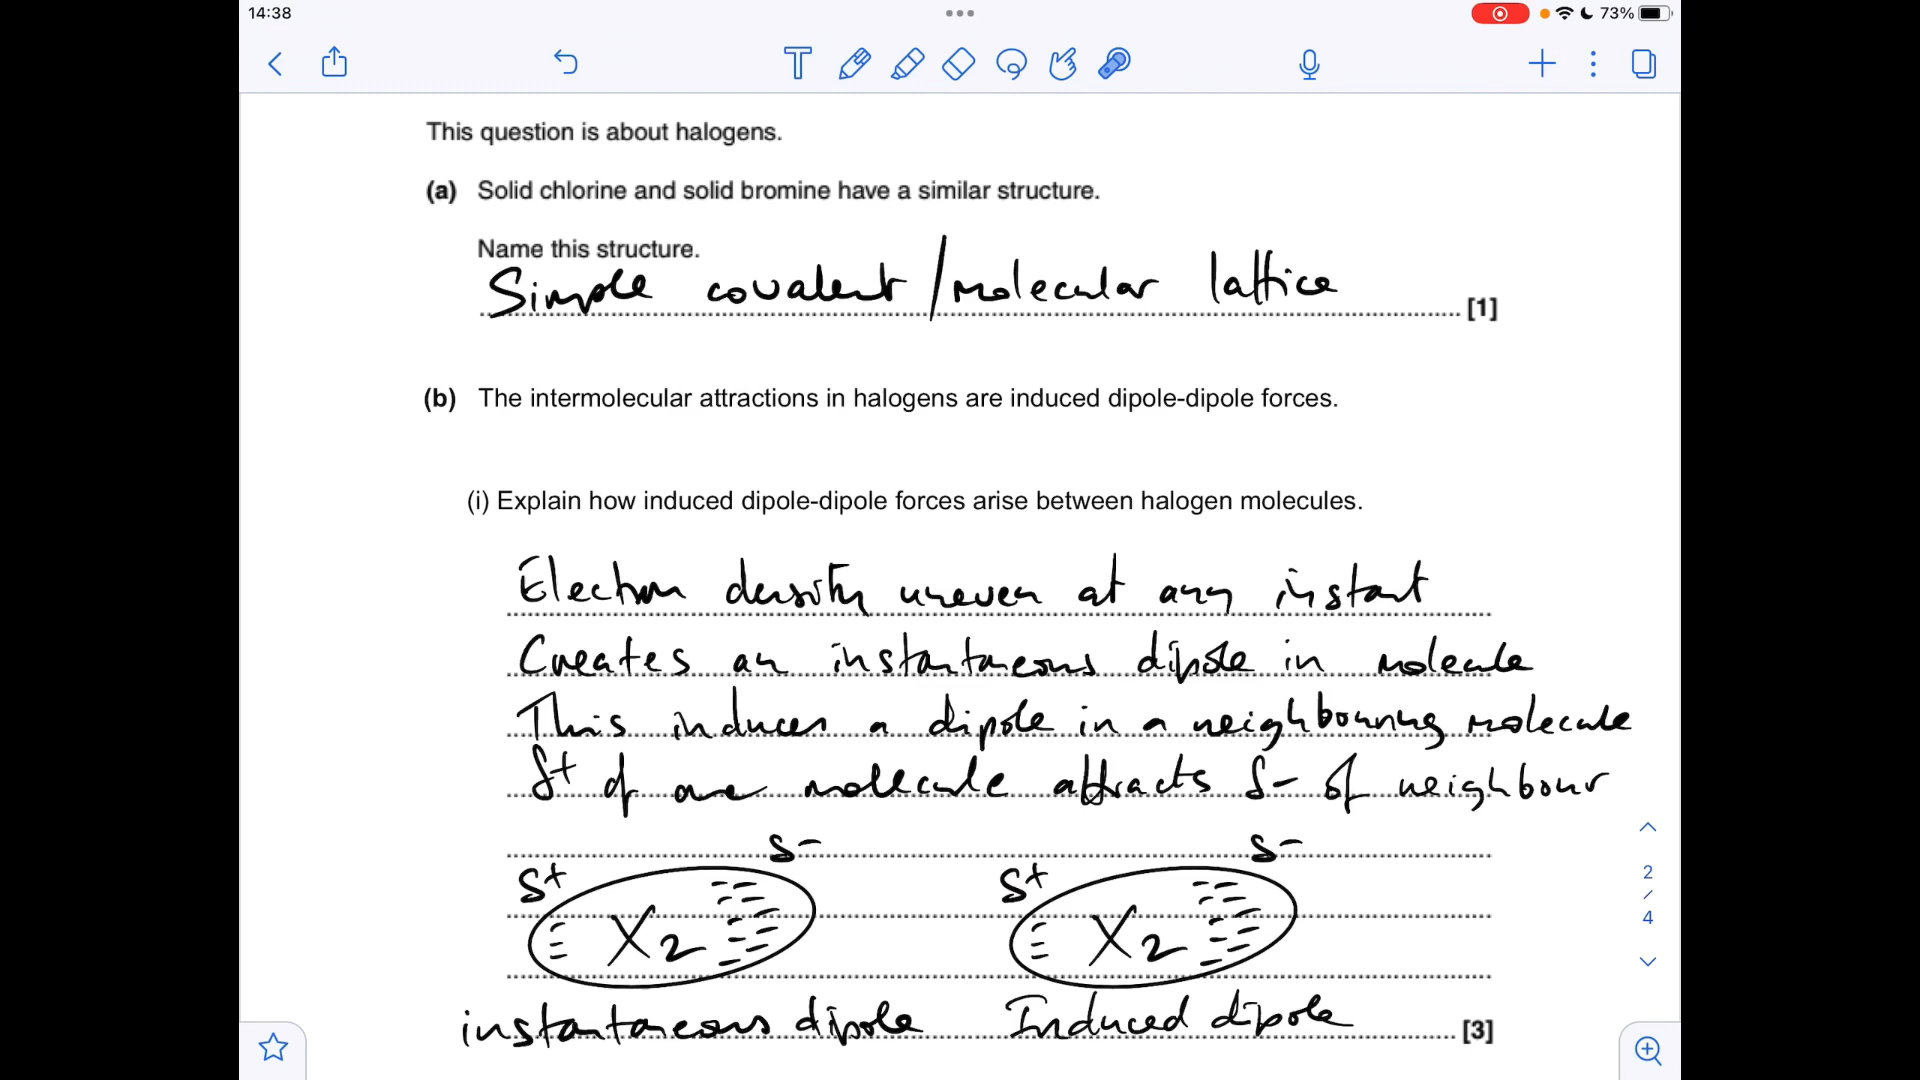 14:38
73%
This question is about halogens.
(a) Solid chlorine and solid bromine have a similar structure.
Name this structure.
Simple covalent / molecular lattice
[1]
(b) The intermolecular attractions in halogens are induced dipole-dipole forces.
(i) Explain how induced dipole-dipole forces arise between halogen molecules.
Electron density uneven at any instant
Creates an instantaneous dipole in molecule
This induces a dipole in a neighbouring molecule
δ+ of one molecule attracts δ- of neighbour
δ- δ-
δ+ δ+
X2 X2
instantaneous dipole Induced dipole [3]
2
/
4